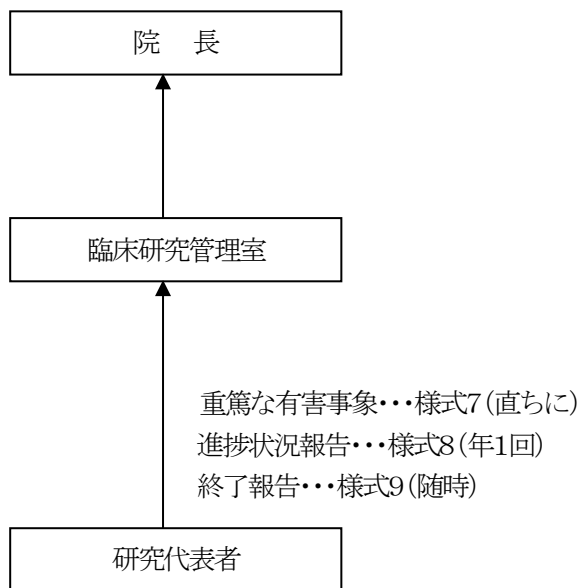 院　長
臨床研究管理室
重篤な有害事象・・・様式7(直ちに)
進捗状況報告・・・様式8(年1回)
終了報告・・・様式9(随時)
研究代表者